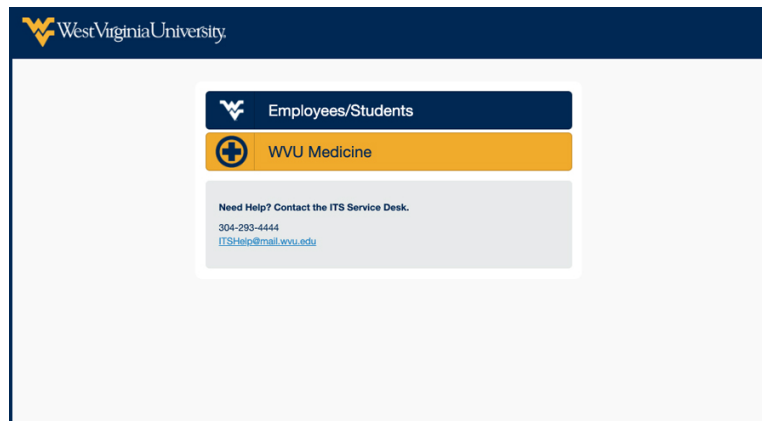 WestVirginiaUniversity.
Employees/Students
WVU Medicine
Need Help? Contact the ITS Service Desk.
304-293-4444
ITSHelp@mail.wvu.edu